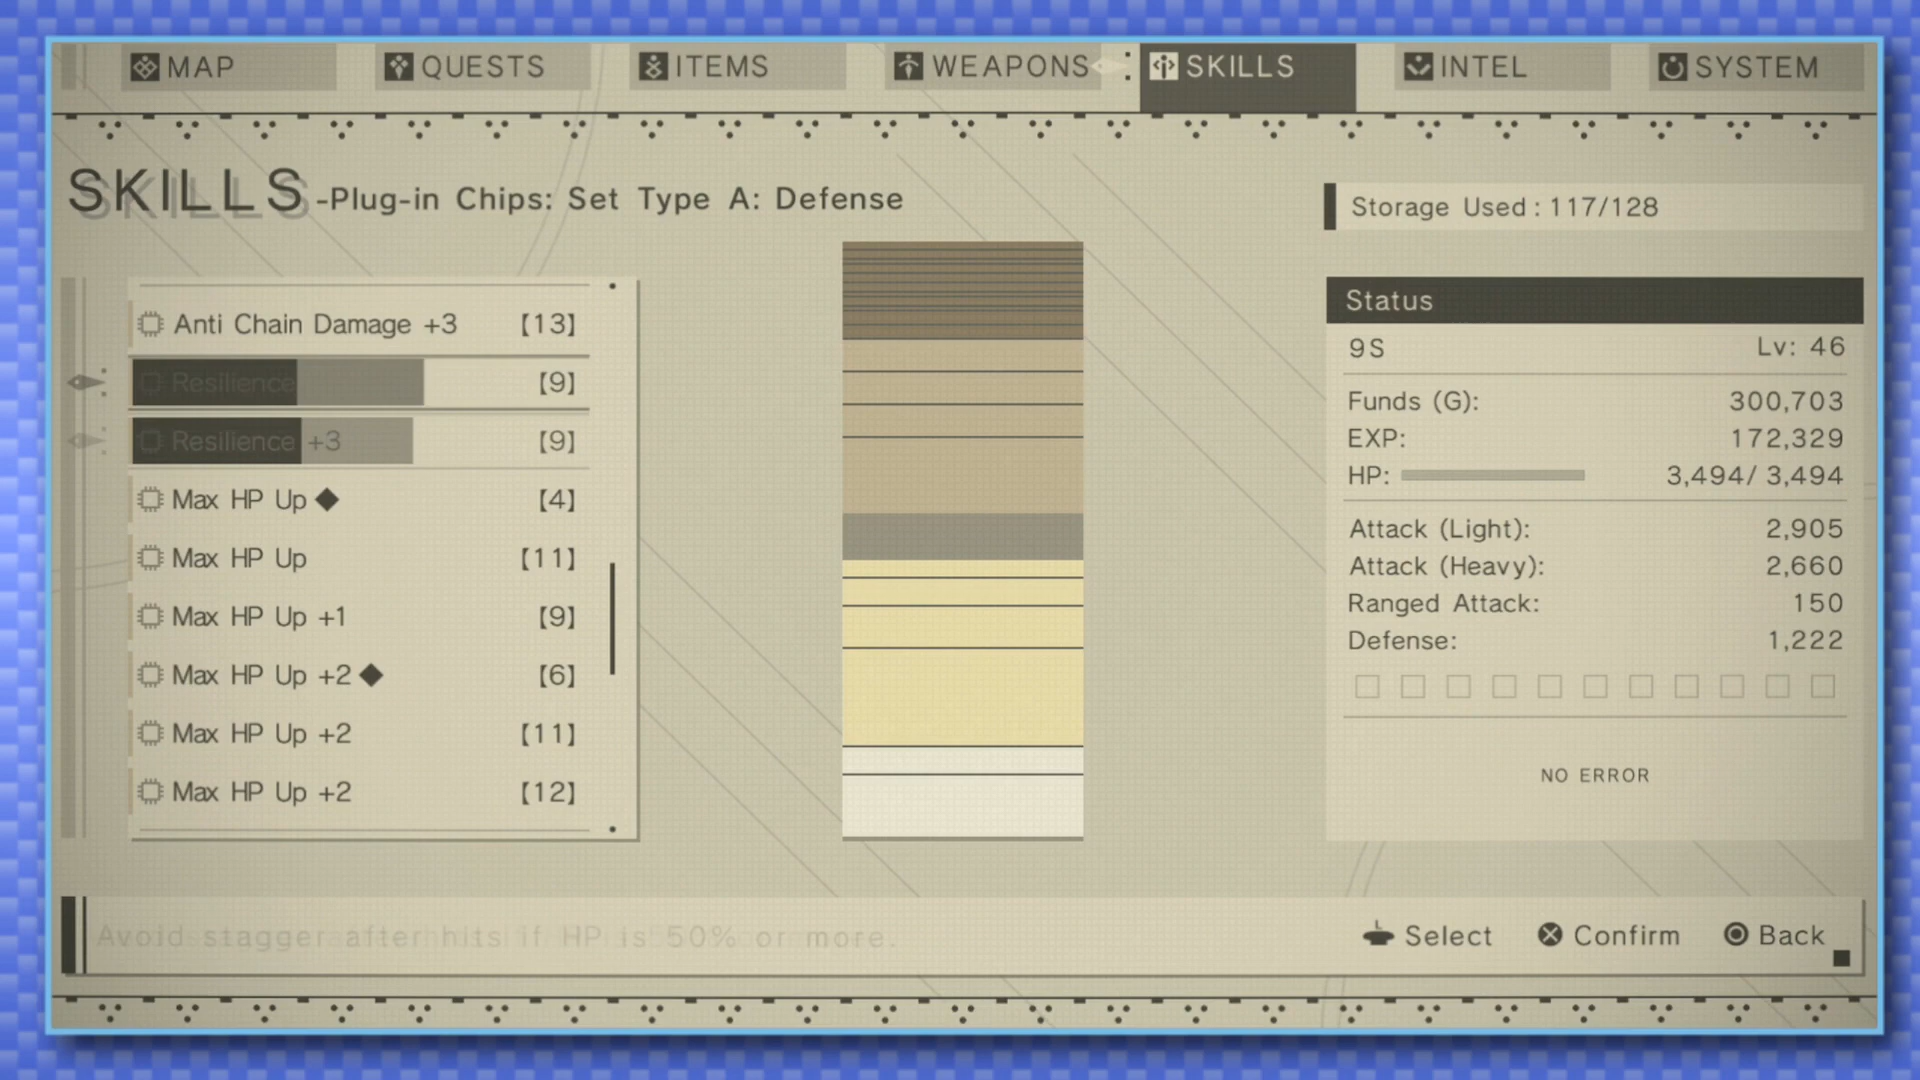 MAP QUESTS ITEMS WEAPONS SKILLS INTEL SYSTEM
SKILLS -Plug-in Chips: Set Type A: Defense
Storage Used : 117/128
Anti Chain Damage +3 【13】
Resilience 【9】
Resilience +3 【9】
Max HP Up ◆ 【4】
Max HP Up 【11】
Max HP Up +1 【9】
Max HP Up +2 ◆ 【6】
Max HP Up +2 【11】
Max HP Up +2 【12】
Status
9S Lv: 46
Funds (G): 300,703
EXP: 172,329
HP: 3,494/ 3,494
Attack (Light): 2,905
Attack (Heavy): 2,660
Ranged Attack: 150
Defense: 1,222
NO ERROR
Avoid stagger after hits if HP is 50% or more.
Select Confirm Back